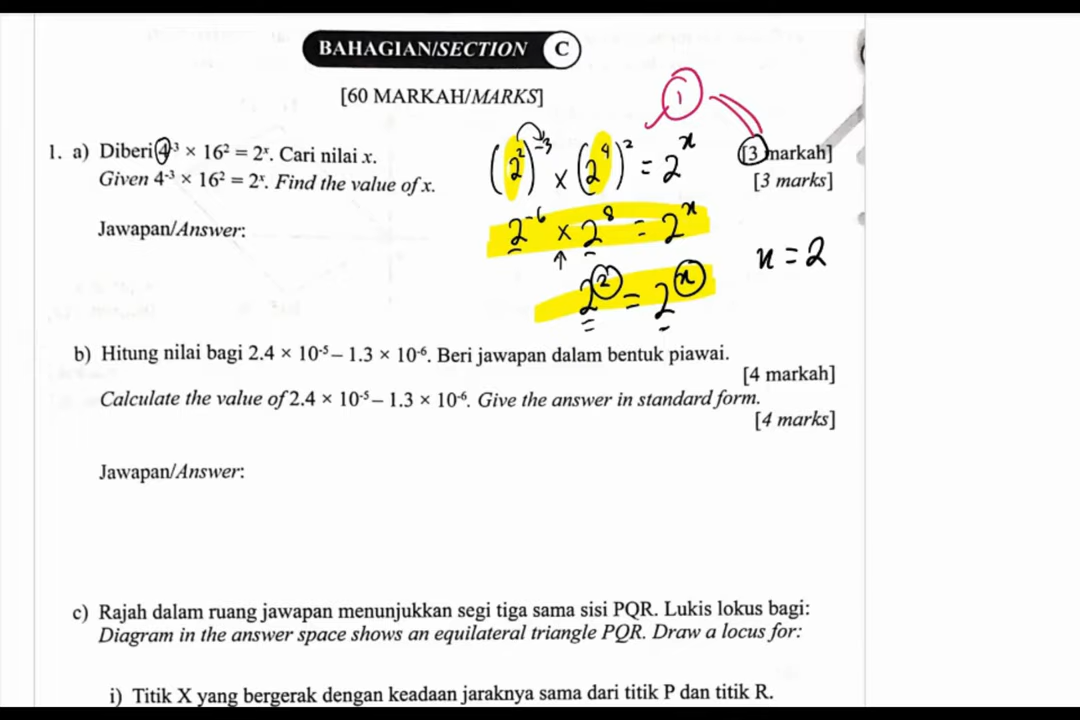 BAHAGIAN/SECTION C
[60 MARKAH/MARKS]
1
1. a) Diberi 4⁻³ × 16² = 2ˣ. Cari nilai x.
[3 markah]
Given 4⁻³ × 16² = 2ˣ. Find the value of x.
[3 marks]
(2²)⁻³ × (2⁴)² = 2ˣ
Jawapan/Answer:
2⁻⁶ × 2⁸ = 2ˣ
x = 2
2² = 2ˣ
b) Hitung nilai bagi 2.4 × 10⁻⁵ – 1.3 × 10⁻⁶. Beri jawapan dalam bentuk piawai.
[4 markah]
Calculate the value of 2.4 × 10⁻⁵ – 1.3 × 10⁻⁶. Give the answer in standard form.
[4 marks]
Jawapan/Answer:
c) Rajah dalam ruang jawapan menunjukkan segi tiga sama sisi PQR. Lukis lokus bagi:
Diagram in the answer space shows an equilateral triangle PQR. Draw a locus for:
i) Titik X yang bergerak dengan keadaan jaraknya sama dari titik P dan titik R.